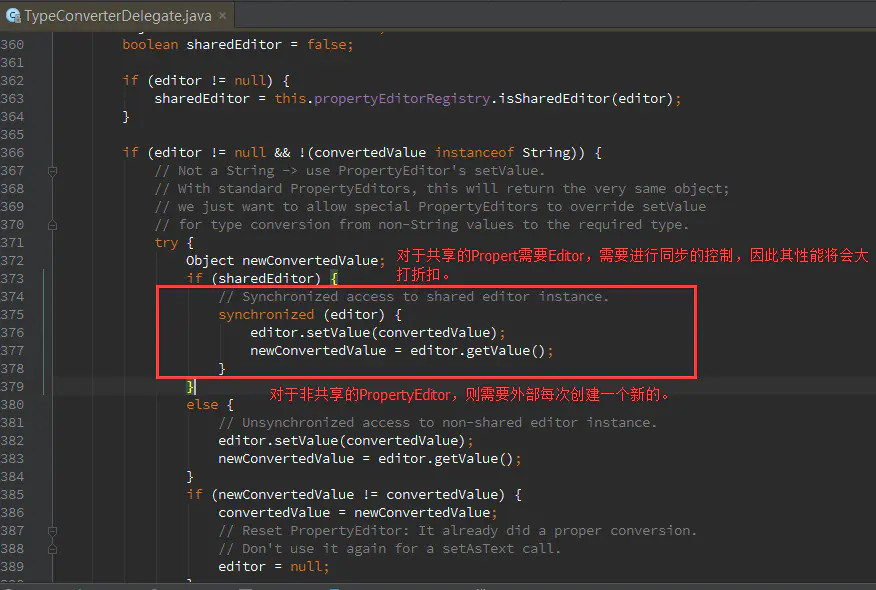 TypeConverterDelegate.java ×
360 boolean sharedEditor = false;
361
362 if (editor != null) {
363 sharedEditor = this.propertyEditorRegistry.isSharedEditor(editor);
364 }
365
366 if (editor != null && !(convertedValue instanceof String)) {
367 // Not a String -> use PropertyEditor's setValue.
368 // With standard PropertyEditors, this will return the very same object;
369 // we just want to allow special PropertyEditors to override setValue
370 // for type conversion from non-String values to the required type.
371 try {
372 Object newConvertedValue; 对于共享的Propert需要Editor，需要进行同步的控制，因此其性能将会大
打折扣。
373 if (sharedEditor) {
374 // Synchronized access to shared editor instance.
375 synchronized (editor) {
376 editor.setValue(convertedValue);
377 newConvertedValue = editor.getValue();
378 }
379 }
对于非共享的PropertyEditor，则需要外部每次创建一个新的。
380 else {
381 // Unsynchronized access to non-shared editor instance.
382 editor.setValue(convertedValue);
383 newConvertedValue = editor.getValue();
384 }
385 if (newConvertedValue != convertedValue) {
386 convertedValue = newConvertedValue;
387 // Reset PropertyEditor: It already did a proper conversion.
388 // Don't use it again for a setAsText call.
389 editor = null;